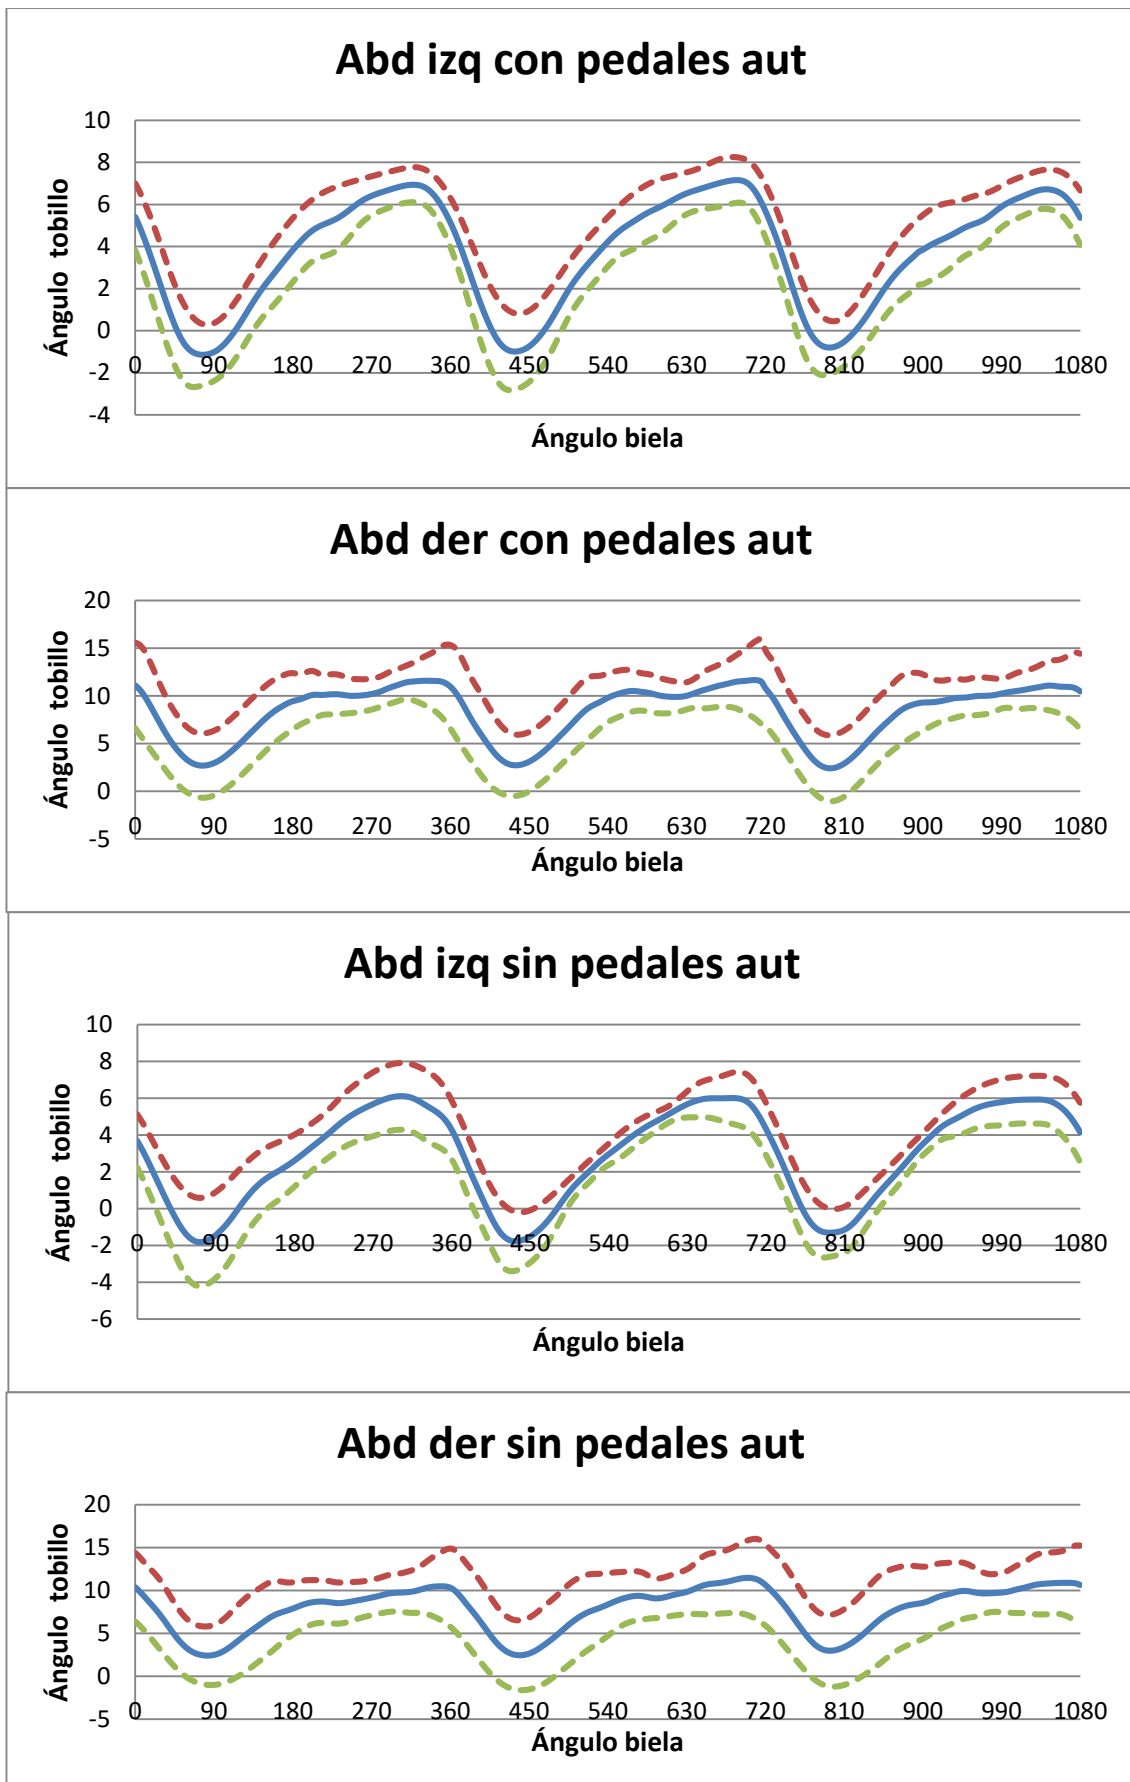 Abd izq con pedales aut
10
8
6
4
2
0
-2
-4
Ángulo tobillo
0 90 180 270 360 450 540 630 720 810 900 990 1080
Ángulo biela
Abd der con pedales aut
20
15
10
5
0
-5
Ángulo tobillo
0 90 180 270 360 450 540 630 720 810 900 990 1080
Ángulo biela
Abd izq sin pedales aut
10
8
6
4
2
0
-2
-4
-6
Ángulo tobillo
0 90 180 270 360 450 540 630 720 810 900 990 1080
Ángulo biela
Abd der sin pedales aut
20
15
10
5
0
-5
Ángulo tobillo
0 90 180 270 360 450 540 630 720 810 900 990 1080
Ángulo biela